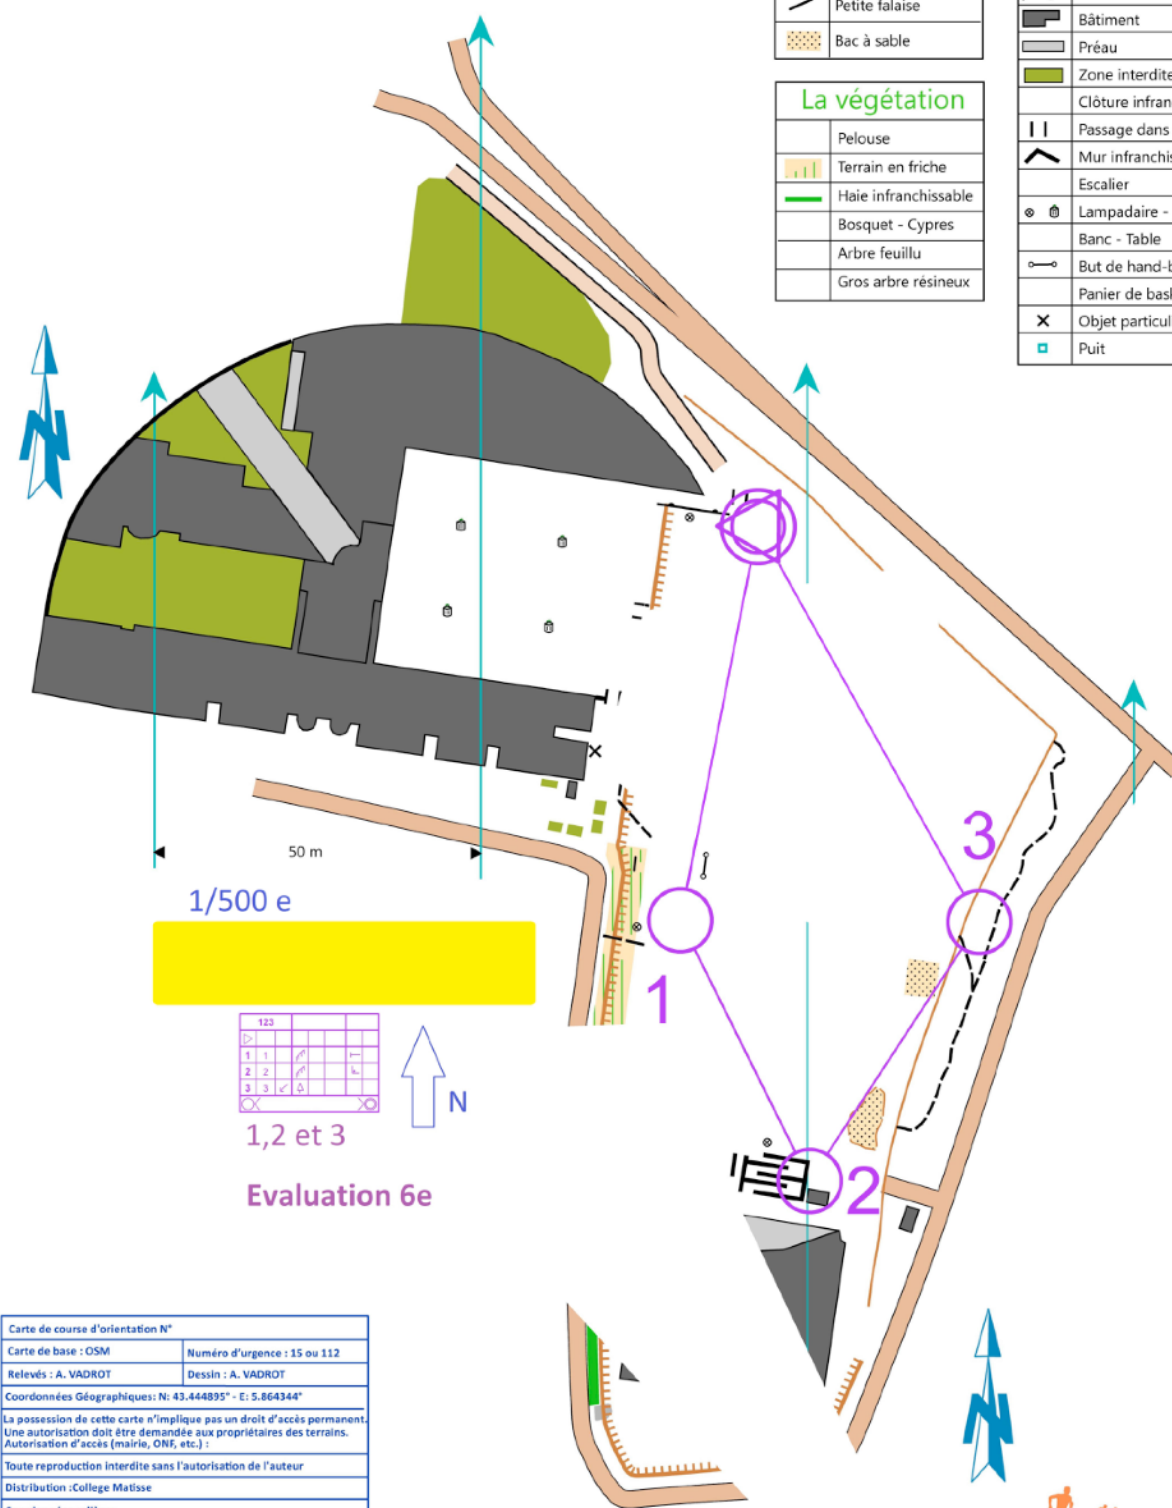 Petite falaise
Bac à sable
Bâtiment
Préau
Zone interdite
Clôture infran
Passage dans
Mur infranchis
Escalier
Lampadaire -
Banc - Table
But de hand-b
Panier de bask
Objet particul
Puit
La végétation
Pelouse
Terrain en friche
Haie infranchissable
Bosquet - Cypres
Arbre feuillu
Gros arbre résineux
N
50 m
1/500 e
3
1
2
123
1 1
2 2
3 3
N
1,2 et 3
Evaluation 6e
Carte de course d'orientation N°
Carte de base : OSM
Numéro d'urgence : 15 ou 112
Relevés : A. VADROT
Dessin : A. VADROT
Coordonnées Géographiques: N: 43.444895° - E: 5.864344°
La possession de cette carte n'implique pas un droit d'accès permanent.
Une autorisation doit être demandée aux propriétaires des terrains.
Autorisation d'accès (mairie, ONF, etc.) :
Toute reproduction interdite sans l'autorisation de l'auteur
Distribution :College Matisse
N